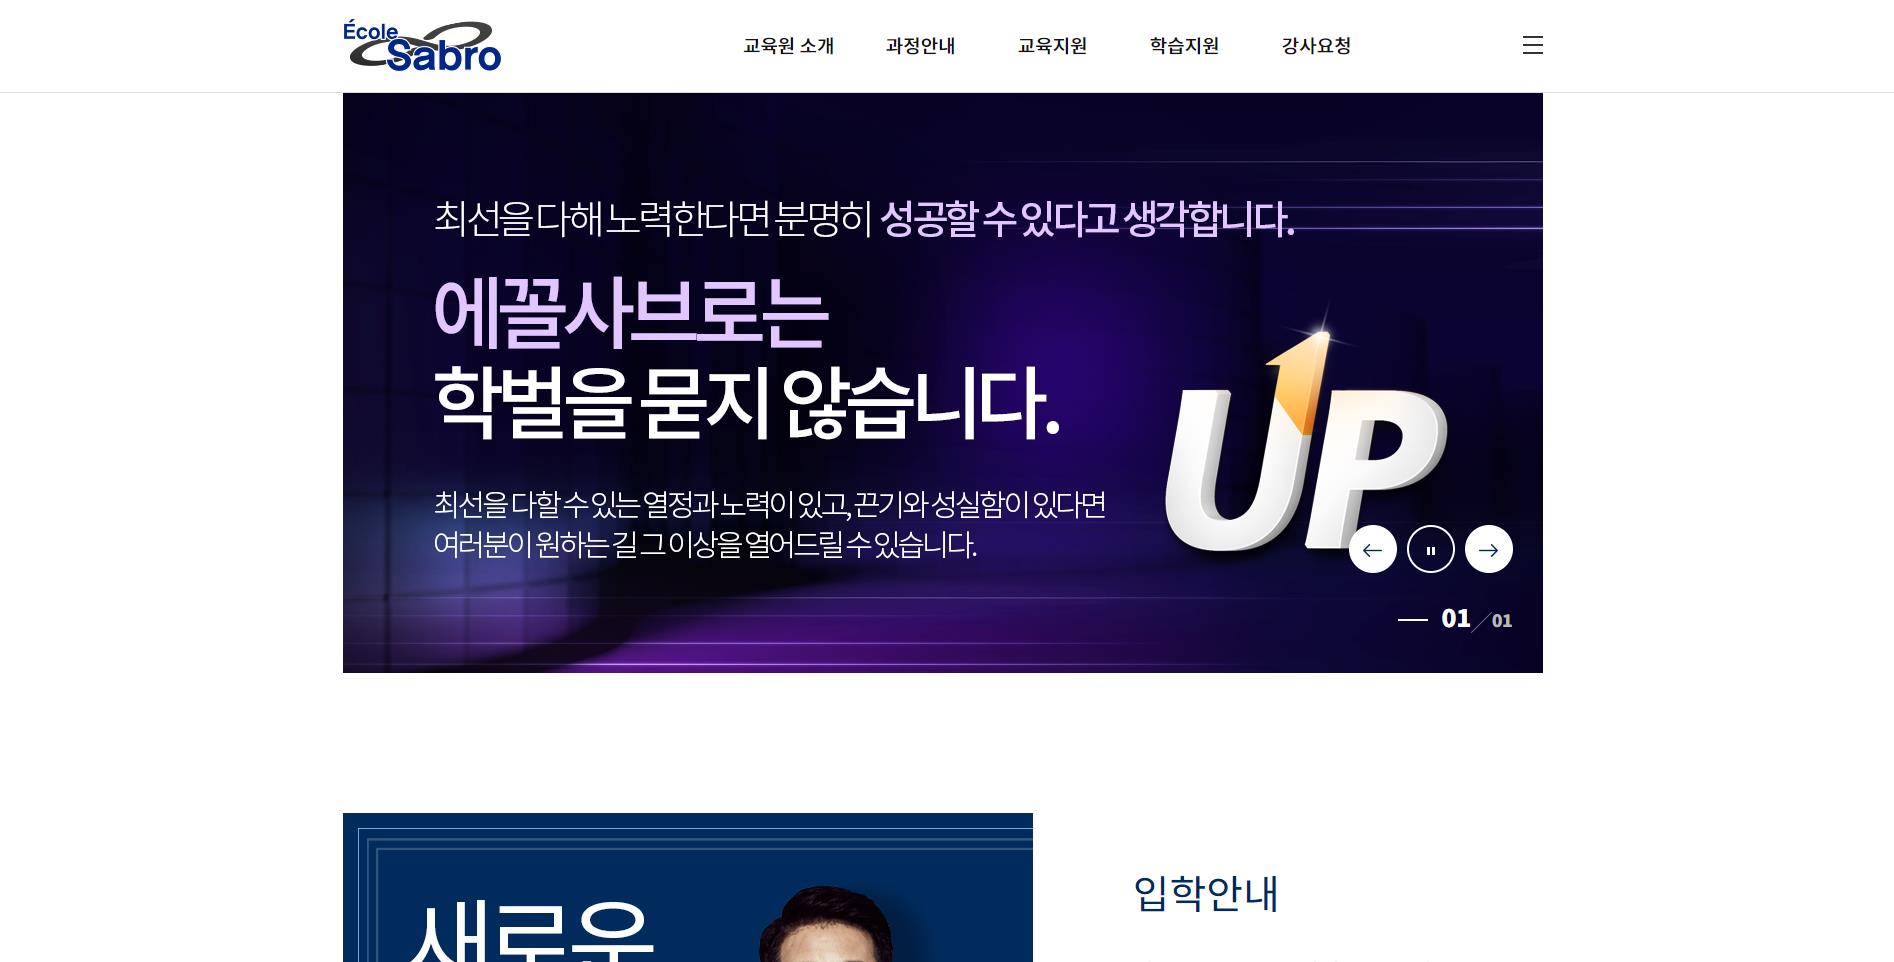 École
Sabro
교육원 소개
과정안내
교육지원
학습지원
강사요청
최선을 다해 노력한다면 분명히 성공할 수 있다고 생각합니다.
에꼴사브로는
학벌을 묻지 않습니다.
UP
최선을 다할 수 있는 열정과 노력이 있고, 끈기와 성실함이 있다면
여러분이 원하는 길 그 이상을 열어드릴 수 있습니다.
01 / 01
입학안내
새로운